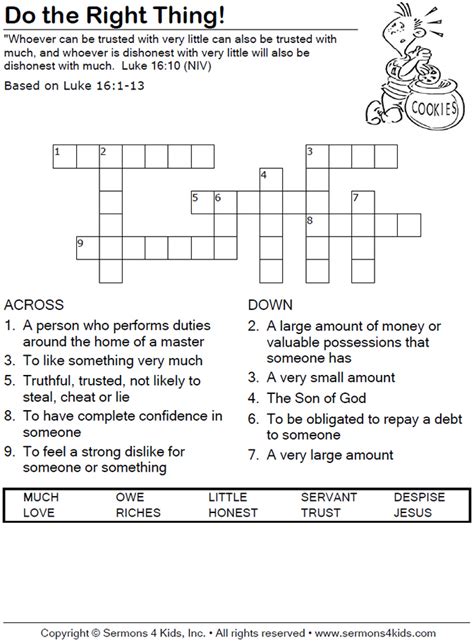 Do the Right Thing!
"Whoever can be trusted with very little can also be trusted with
much, and whoever is dishonest with very little will also be
dishonest with much.  Luke 16:10 (NIV)
Based on Luke 16:1-13
COOKIES
1 2 3
4
5 6 7
8
9
ACROSS
1. A person who performs duties
around the home of a master
3. To like something very much
5. Truthful, trusted, not likely to
steal, cheat or lie
8. To have complete confidence in
someone
9. To feel a strong dislike for
someone or something
DOWN
2. A large amount of money or
valuable possessions that
someone has
3. A very small amount
4. The Son of God
6. To be obligated to repay a debt
to someone
7. A very large amount
MUCH OWE LITTLE SERVANT DESPISE
LOVE RICHES HONEST TRUST JESUS
Copyright © Sermons 4 Kids, Inc. • All rights reserved • www.sermons4kids.com